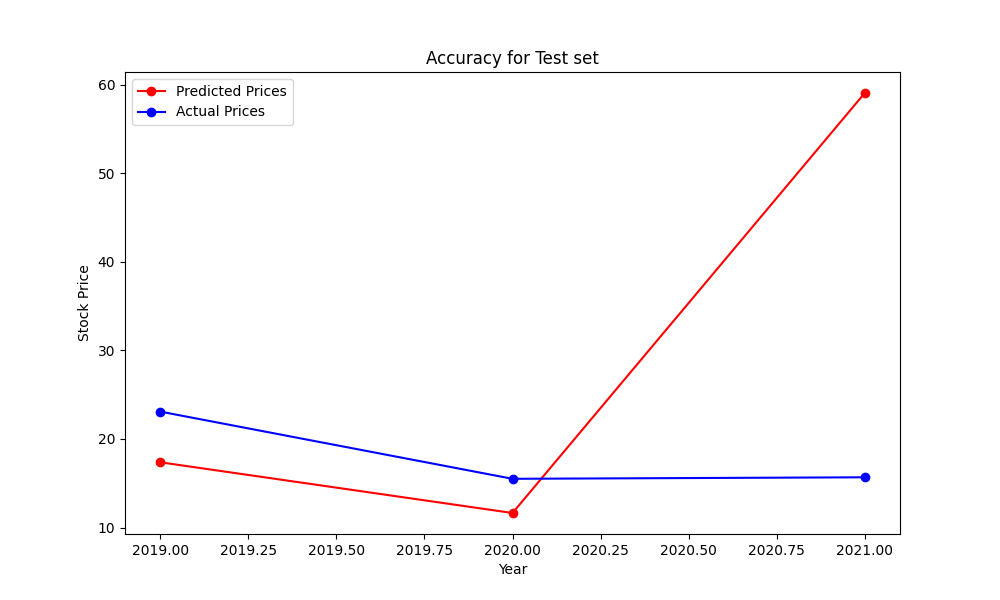 Accuracy for Test set
Predicted Prices
Actual Prices
Stock Price
60
50
40
30
20
10
2019.00 2019.25 2019.50 2019.75 2020.00 2020.25 2020.50 2020.75 2021.00
Year